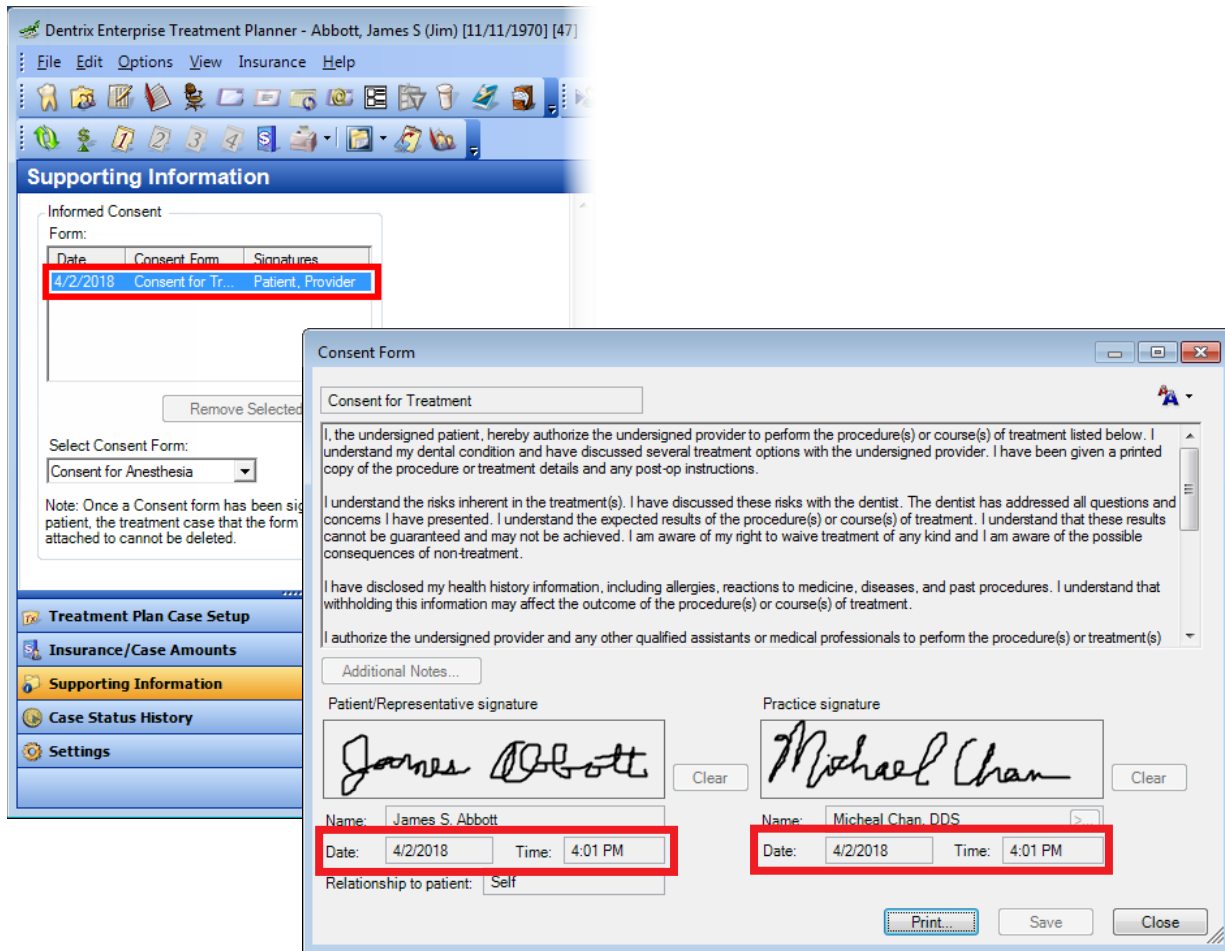 Dentrix Enterprise Treatment Planner - Abbott, James S (Jim) [11/11/1970] [47]
File Edit Options View Insurance Help
1 2 3 4 S
Supporting Information
Informed Consent
Form:
Date Consent Form Signatures
4/2/2018 Consent for Tr... Patient, Provider
Remove Selected
Select Consent Form:
Consent for Anesthesia
Note: Once a Consent form has been sig
patient, the treatment case that the form
attached to cannot be deleted.
Treatment Plan Case Setup
Insurance/Case Amounts
Supporting Information
Case Status History
Settings
Consent Form
Consent for Treatment
I, the undersigned patient, hereby authorize the undersigned provider to perform the procedure(s) or course(s) of treatment listed below. I
understand my dental condition and have discussed several treatment options with the undersigned provider. I have been given a printed
copy of the procedure or treatment details and any post-op instructions.
I understand the risks inherent in the treatment(s). I have discussed these risks with the dentist. The dentist has addressed all questions and
concerns I have presented. I understand the expected results of the procedure(s) or course(s) of treatment. I understand that these results
cannot be guaranteed and may not be achieved. I am aware of my right to waive treatment of any kind and I am aware of the possible
consequences of non-treatment.
I have disclosed my health history information, including allergies, reactions to medicine, diseases, and past procedures. I understand that
withholding this information may affect the outcome of the procedure(s) or course(s) of treatment.
I authorize the undersigned provider and any other qualified assistants or medical professionals to perform the procedure(s) or treatment(s)
Additional Notes...
Patient/Representative signature Practice signature
James Abbott Clear Michael Chan Clear
Name: James S. Abbott Name: Micheal Chan, DDS >...
Date: 4/2/2018 Time: 4:01 PM Date: 4/2/2018 Time: 4:01 PM
Relationship to patient: Self
Print... Save Close